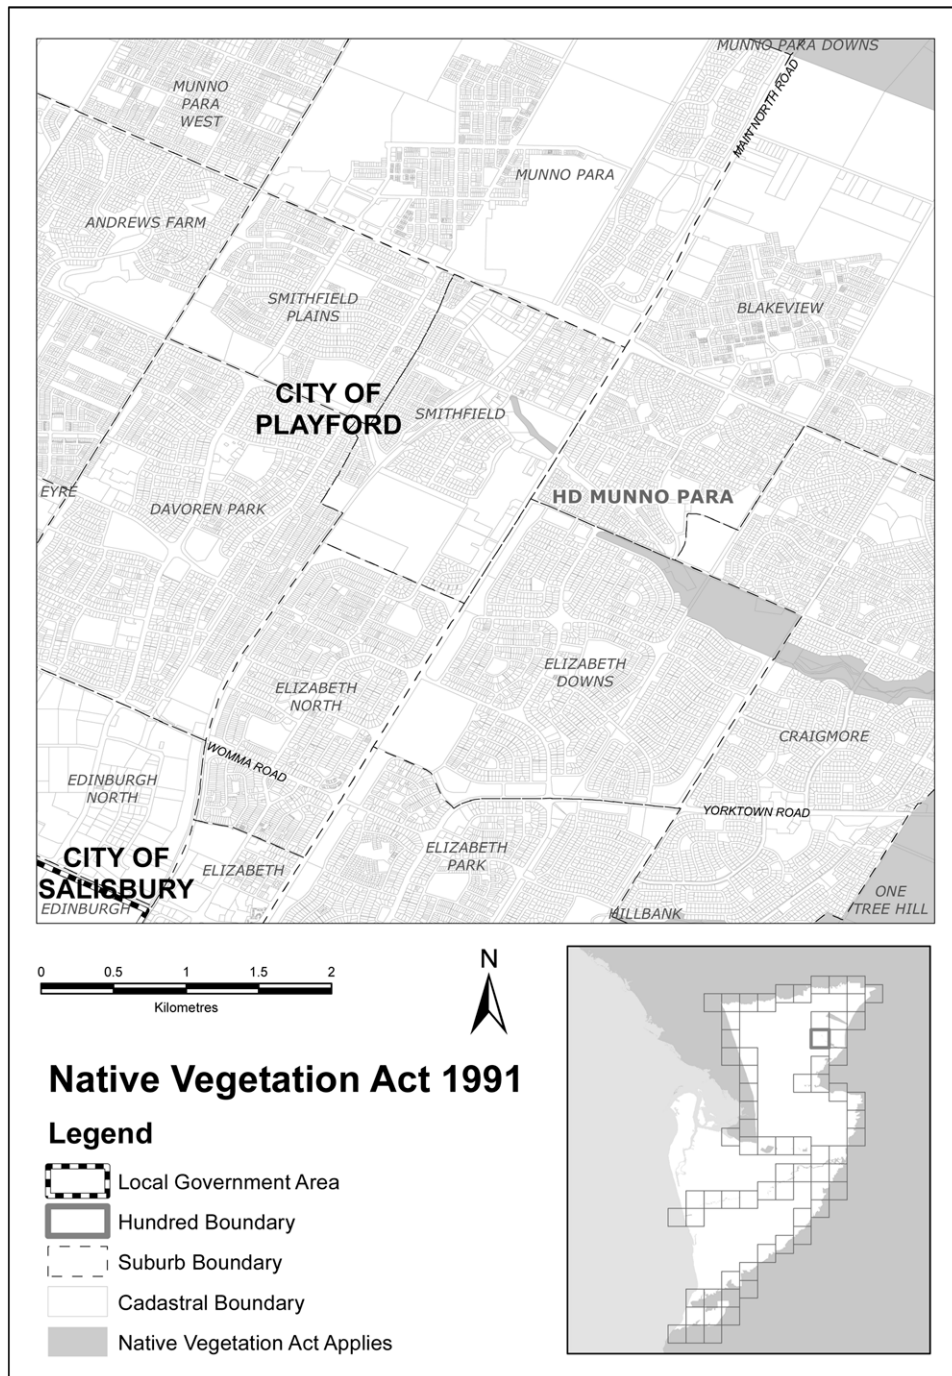 MUNNO PARA DOWNS
MUNNO
PARA
WEST
MAIN NORTH ROAD
MUNNO PARA
ANDREWS FARM
SMITHFIELD
PLAINS
BLAKEVIEW
CITY OF
PLAYFORD
SMITHFIELD
EYRE
HD MUNNO PARA
DAVOREN PARK
ELIZABETH
DOWNS
ELIZABETH
NORTH
CRAIGMORE
WOMMA ROAD
EDINBURGH
NORTH
YORKTOWN ROAD
CITY OF
SALISBURY
ELIZABETH
ELIZABETH
PARK
EDINBURGH
HILLBANK
ONE
TREE HILL
0 0.5 1 1.5 2
Kilometres
N
Native Vegetation Act 1991
Legend
Local Government Area
Hundred Boundary
Suburb Boundary
Cadastral Boundary
Native Vegetation Act Applies